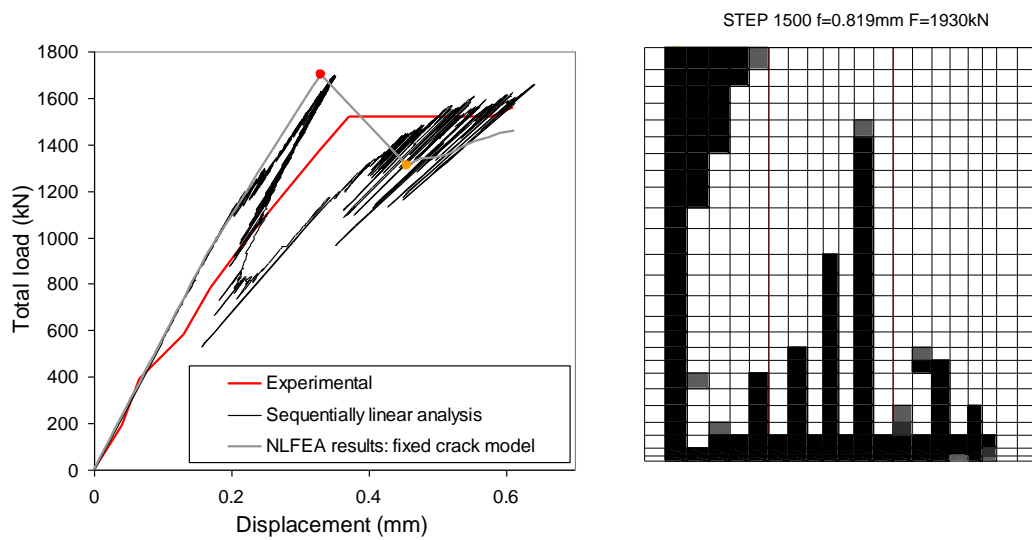 STEP 1500 f=0.819mm F=1930kN
1800
1600
1400
1200
1000
800
600
400
200
0
Total load (kN)
Experimental
Sequentially linear analysis
NLFEA results: fixed crack model
0
0.2
0.4
0.6
Displacement (mm)